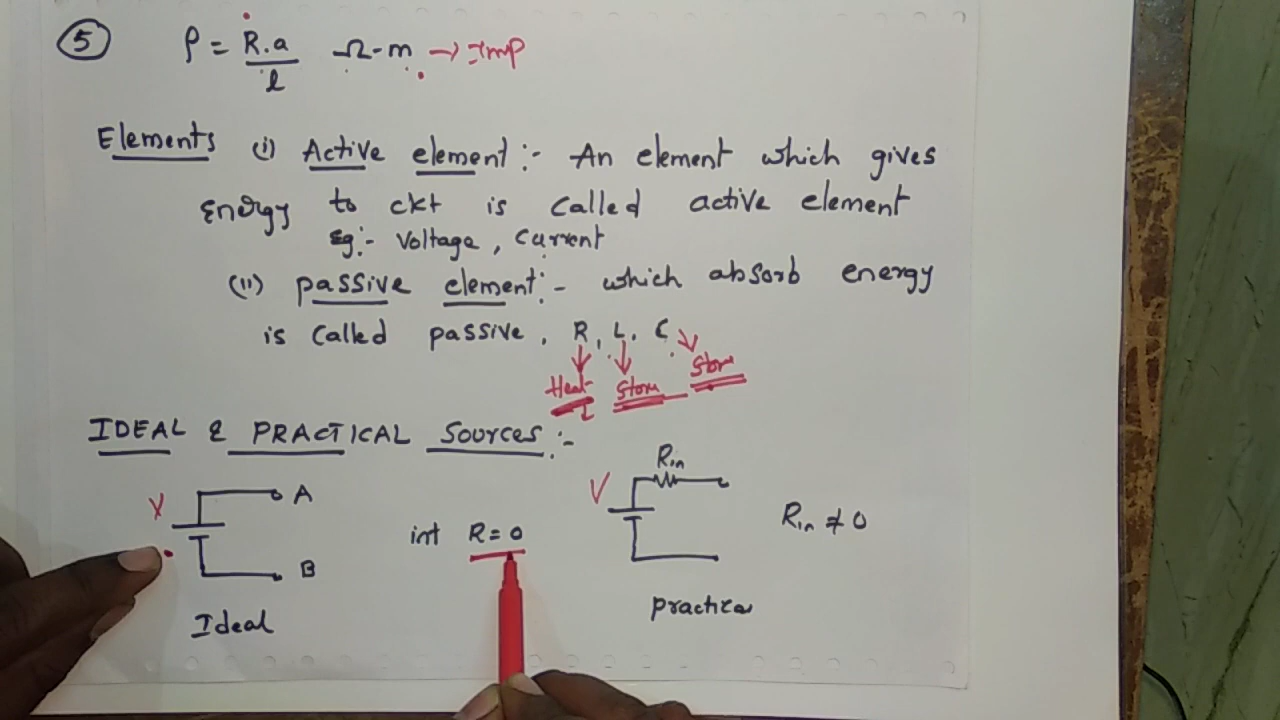 5 ρ = R.a / l Ω-m → Imp
Elements (i) Active element:- An element which gives
energy to ckt is called active element
Eg:- Voltage, current
(ii) passive element:- which absorb energy
is called passive, R, L, C
Heat Store Store
IDEAL & PRACTICAL SOURCES:-
A
B
Ideal
int R = 0
V
Rin
Rin ≠ 0
practical